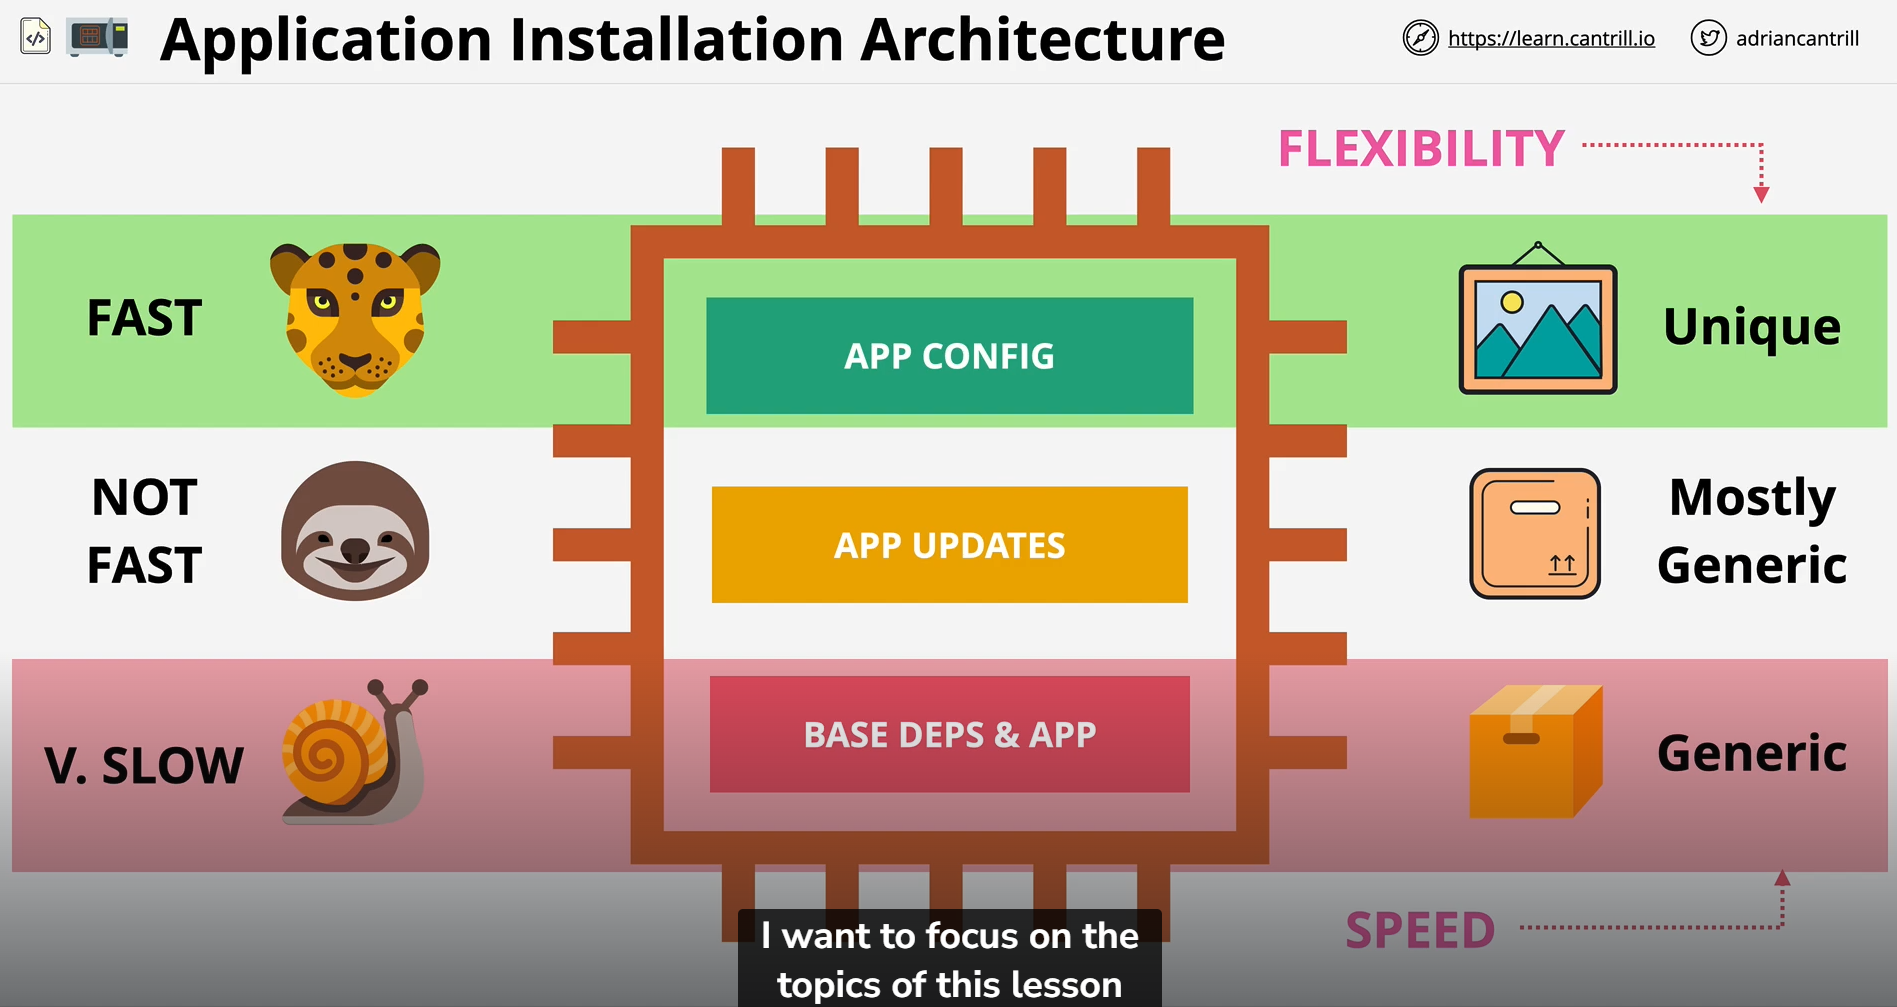 </>
Application Installation Architecture
https://learn.cantrill.io
adriancantrill
FLEXIBILITY
FAST
APP CONFIG
Unique
NOT
FAST
APP UPDATES
Mostly
Generic
V. SLOW
BASE DEPS & APP
Generic
SPEED
I want to focus on the
topics of this lesson